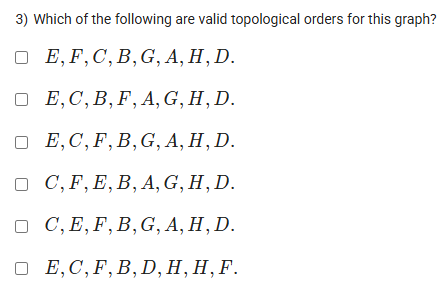 3) Which of the following are valid topological orders for this graph?
E, F, C, B, G, A, H, D.
E, C, B, F, A, G, H, D.
E, C, F, B, G, A, H, D.
C, F, E, B, A, G, H, D.
C, E, F, B, G, A, H, D.
E, C, F, B, D, H, H, F.